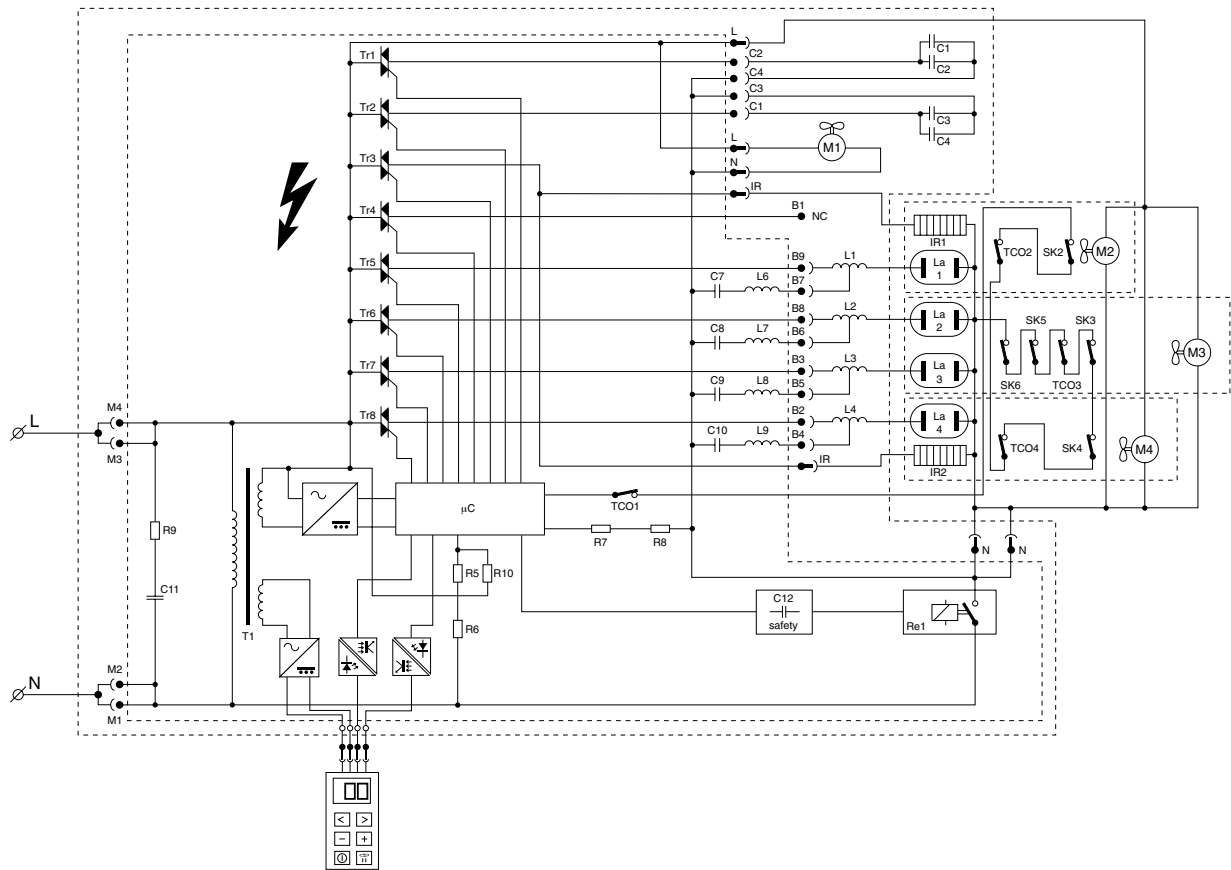 L
C2
C4
C3
C1
C1
C2
C3
C4
Tr1
Tr2
Tr3
Tr4
Tr5
Tr6
Tr7
Tr8
L
N
IR
M1
B1
NC
IR1
TCO2
SK2
M2
B9
L1
La
1
C7
L6
B7
B8
L2
La
2
SK5
SK3
C8
L7
B6
M3
B3
L3
La
3
SK6
TCO3
C9
L8
B5
B2
L4
La
4
C10
L9
B4
TCO4
SK4
M4
IR
IR2
L
M4
M3
µC
TCO1
R7
R8
N
N
R9
C11
T1
R5
R10
R6
C12
safety
Re1
N
M2
M1
00
<
>
−
+